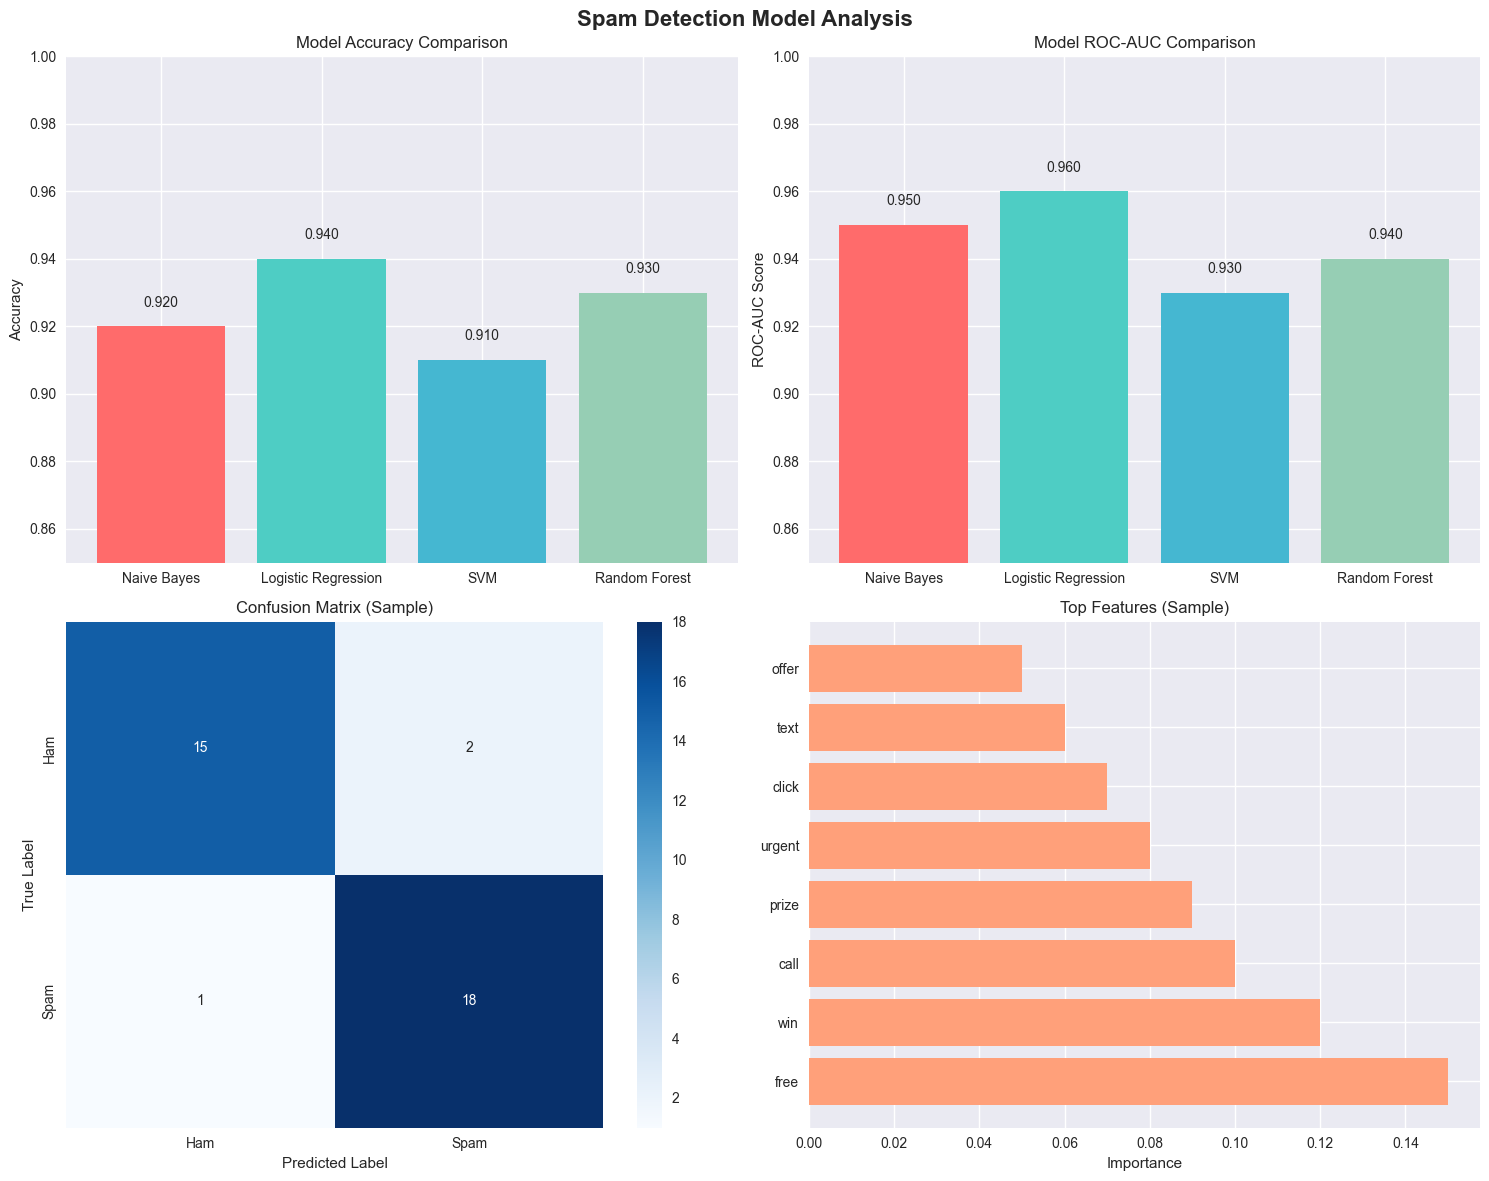 Spam Detection Model Analysis
Model Accuracy Comparison
1.00
0.98
0.96
0.94
0.92
0.90
0.88
0.86
Accuracy
0.920
0.940
0.910
0.930
Naive Bayes
Logistic Regression
SVM
Random Forest
Model ROC-AUC Comparison
1.00
0.98
0.96
0.94
0.92
0.90
0.88
0.86
ROC-AUC Score
0.950
0.960
0.930
0.940
Naive Bayes
Logistic Regression
SVM
Random Forest
Confusion Matrix (Sample)
True Label
Ham
Spam
15
2
1
18
Ham
Spam
Predicted Label
18
16
14
12
10
8
6
4
2
Top Features (Sample)
offer
text
click
urgent
prize
call
win
free
0.00
0.02
0.04
0.06
0.08
0.10
0.12
0.14
Importance